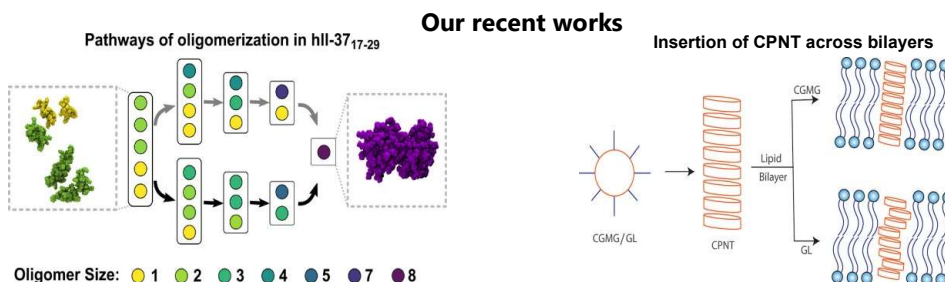 Our recent works
Pathways of oligomerization in hII-37₁₇₋₂₉
Oligomer Size: 1 2 3 4 5 7 8
Insertion of CPNT across bilayers
CGMG/GL
CPNT
Lipid
Bilayer
CGMG
GL